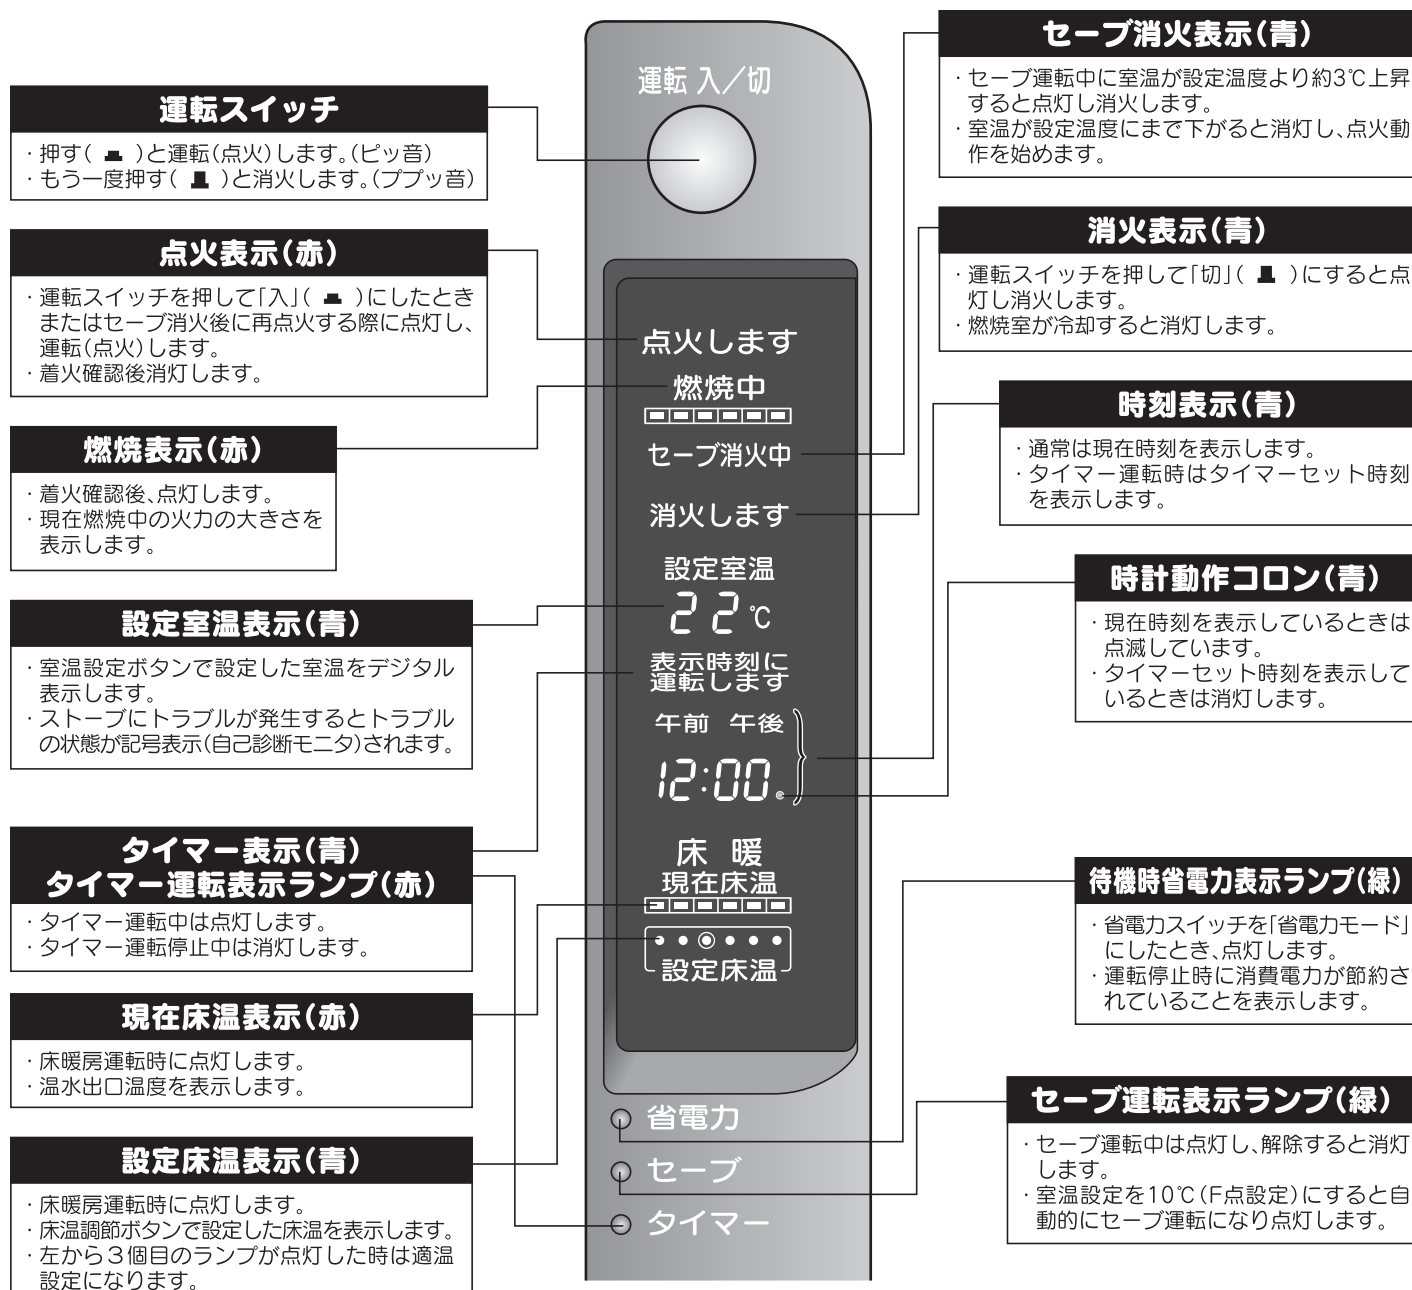 運転スイッチ
・押す( )と運転(点火)します。(ピッ音)
・もう一度押す( )と消火します。(ププッ音)
点火表示(赤)
・運転スイッチを押して「入」( )にしたとき
またはセーブ消火後に再点火する際に点灯し、
運転(点火)します。
・着火確認後消灯します。
燃焼表示(赤)
・着火確認後、点灯します。
・現在燃焼中の火力の大きさを
表示します。
設定室温表示(青)
・室温設定ボタンで設定した室温をデジタル
表示します。
・ストーブにトラブルが発生するとトラブル
の状態が記号表示(自己診断モニタ)されます。
タイマー表示(青)
タイマー運転表示ランプ(赤)
・タイマー運転中は点灯します。
・タイマー運転停止中は消灯します。
現在床温表示(赤)
・床暖房運転時に点灯します。
・温水出口温度を表示します。
設定床温表示(青)
・床暖房運転時に点灯します。
・床温調節ボタンで設定した床温を表示します。
・左から3個目のランプが点灯した時は適温
設定になります。
運転 入／切
点火します
燃焼中
セーブ消火中
消火します
設定室温
22℃
表示時刻に
運転します
午前 午後
12:00
床 暖
現在床温
設定床温
省電力
セーブ
タイマー
セーブ消火表示(青)
・セーブ運転中に室温が設定温度より約3℃上昇
すると点灯し消火します。
・室温が設定温度にまで下がると消灯し、点火動
作を始めます。
消火表示(青)
・運転スイッチを押して「切」( )にすると点
灯し消火します。
・燃焼室が冷却すると消灯します。
時刻表示(青)
・通常は現在時刻を表示します。
・タイマー運転時はタイマーセット時刻
を表示します。
時計動作コロン(青)
・現在時刻を表示しているときは
点滅しています。
・タイマーセット時刻を表示して
いるときは消灯します。
待機時省電力表示ランプ(緑)
・省電力スイッチを「省電力モード」
にしたとき、点灯します。
・運転停止時に消費電力が節約さ
れていることを表示します。
セーブ運転表示ランプ(緑)
・セーブ運転中は点灯し、解除すると消灯
します。
・室温設定を10℃(F点設定)にすると自
動的にセーブ運転になり点灯します。